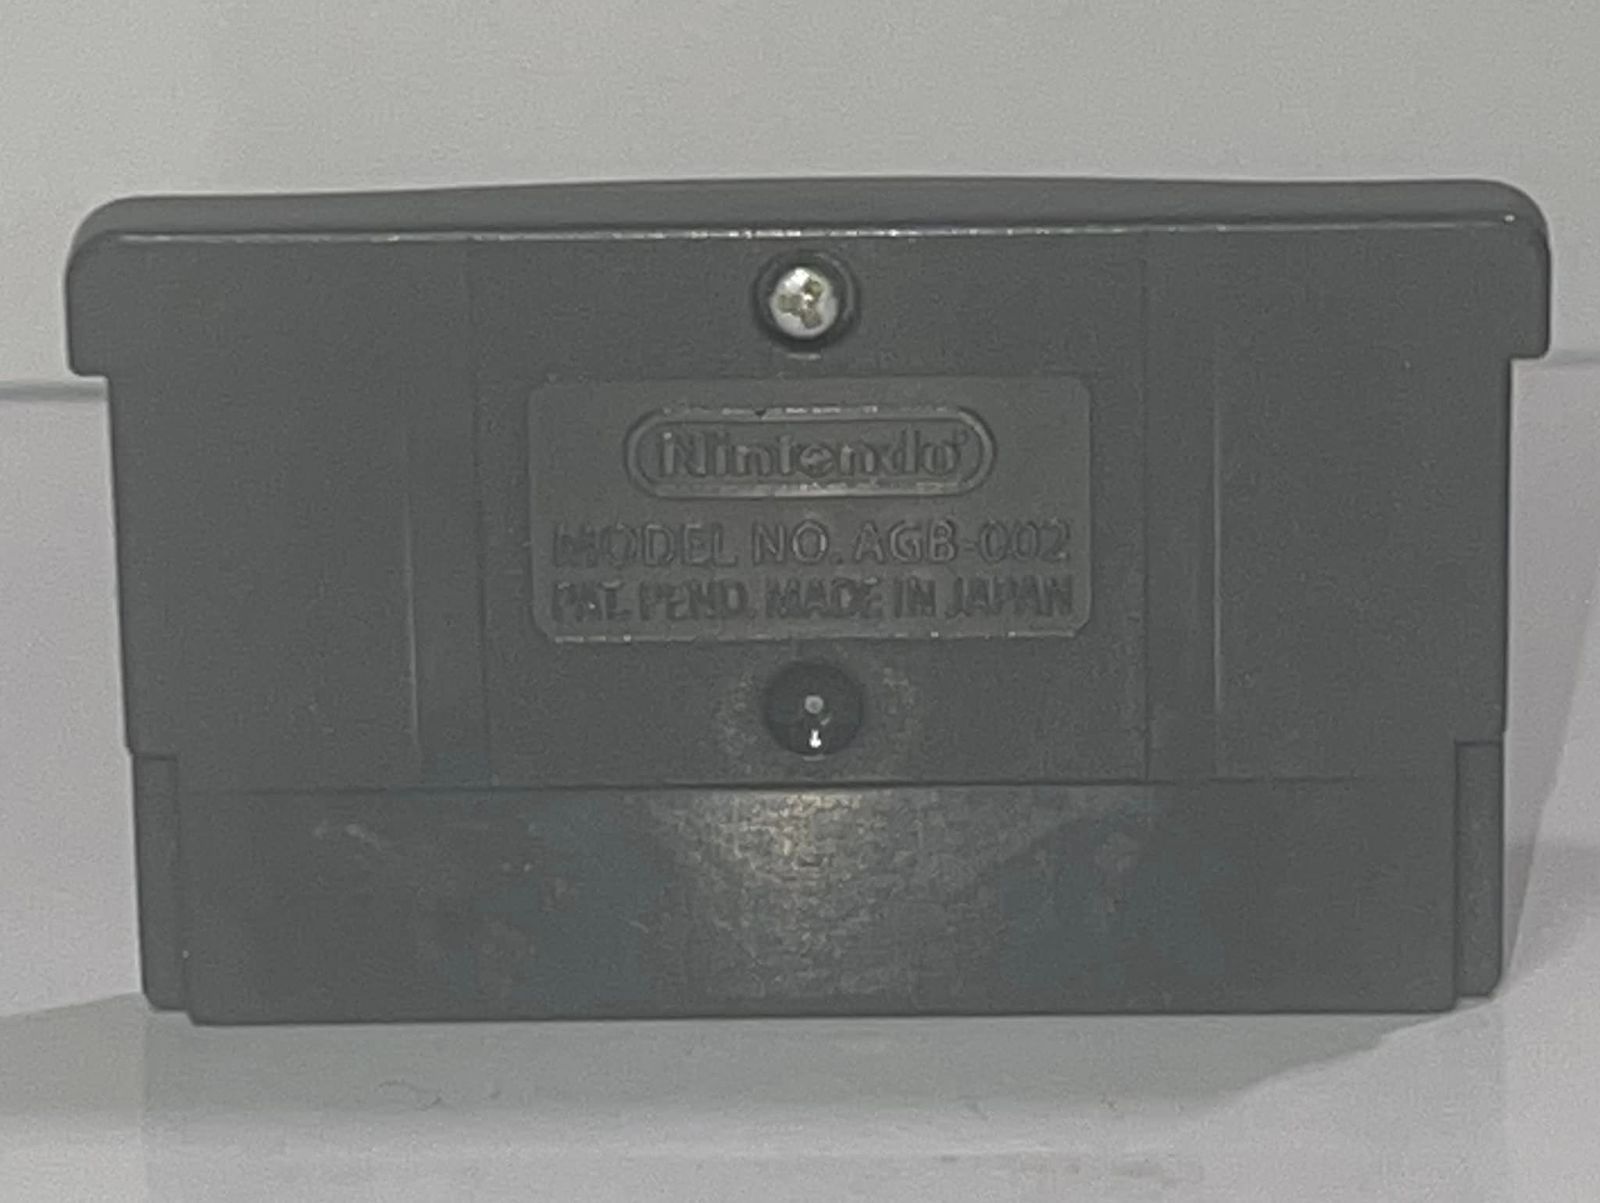 Nintendo®
MODEL NO. AGB-002
PAT. PEND. MADE IN JAPAN